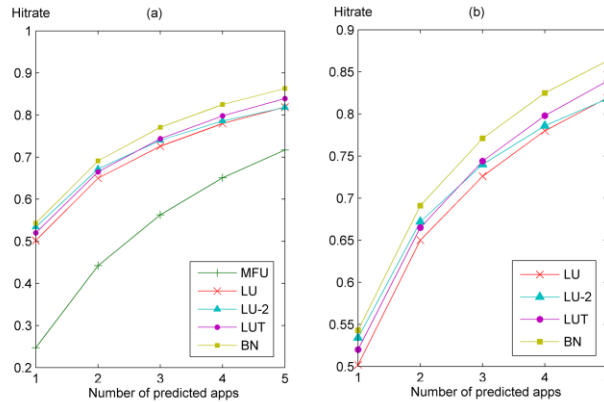 Hitrate
(a)
1
0.9
0.8
0.7
0.6
0.5
0.4
0.3
0.2
1 2 3 4 5
Number of predicted apps
MFU
LU
LU-2
LUT
BN
Hitrate
(b)
0.9
0.85
0.8
0.75
0.7
0.65
0.6
0.55
0.5
1 2 3 4
Number of predicted apps
LU
LU-2
LUT
BN